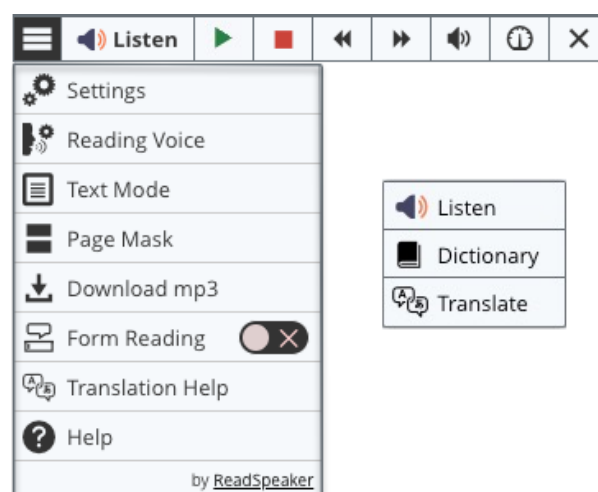 Listen
Settings
Reading Voice
Text Mode
Page Mask
Download mp3
Form Reading
Translation Help
Help
by ReadSpeaker
Listen
Dictionary
Translate